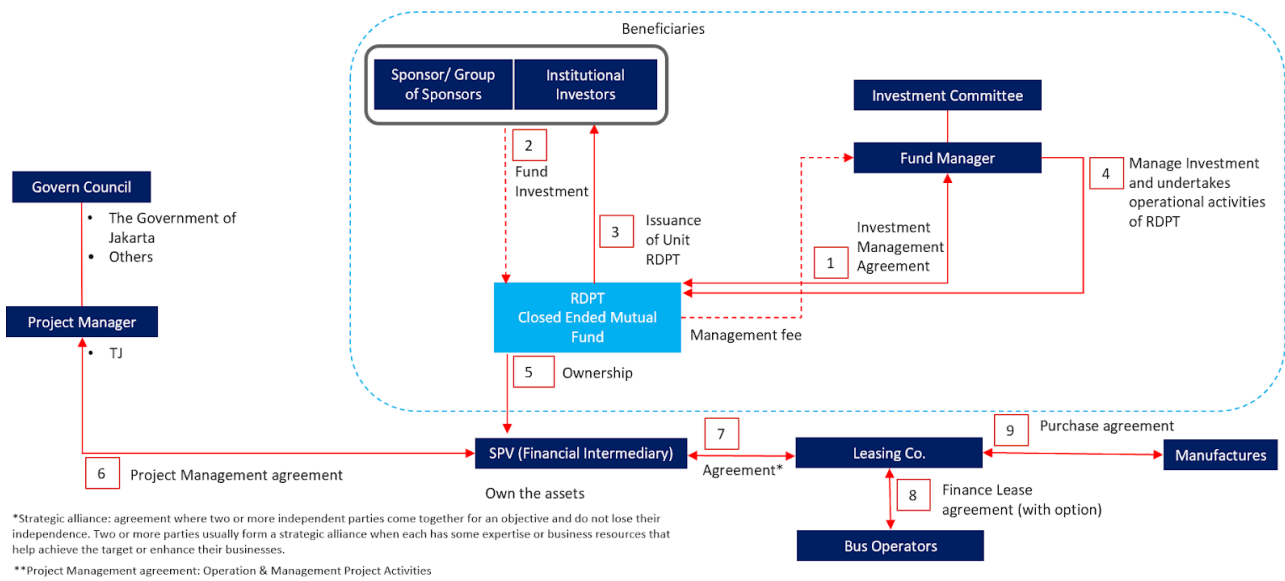 Beneficiaries
Sponsor/ Group
of Sponsors
Institutional
Investors
Investment Committee
Fund Manager
2
Fund
Investment
3
Issuance
of Unit
RDPT
1
Investment
Management
Agreement
4
Manage Investment
and undertakes
operational activities
of RDPT
Govern Council
• The Government of
Jakarta
• Others
Project Manager
• TJ
RDPT
Closed Ended Mutual
Fund
Management fee
5
Ownership
6
Project Management agreement
SPV (Financial Intermediary)
Own the assets
7
Agreement*
Leasing Co.
9
Purchase agreement
Manufactures
8
Finance Lease
agreement (with option)
Bus Operators
*Strategic alliance: agreement where two or more independent parties come together for an objective and do not lose their
independence. Two or more parties usually form a strategic alliance when each has some expertise or business resources that
help achieve the target or enhance their businesses.
**Project Management agreement: Operation & Management Project Activities